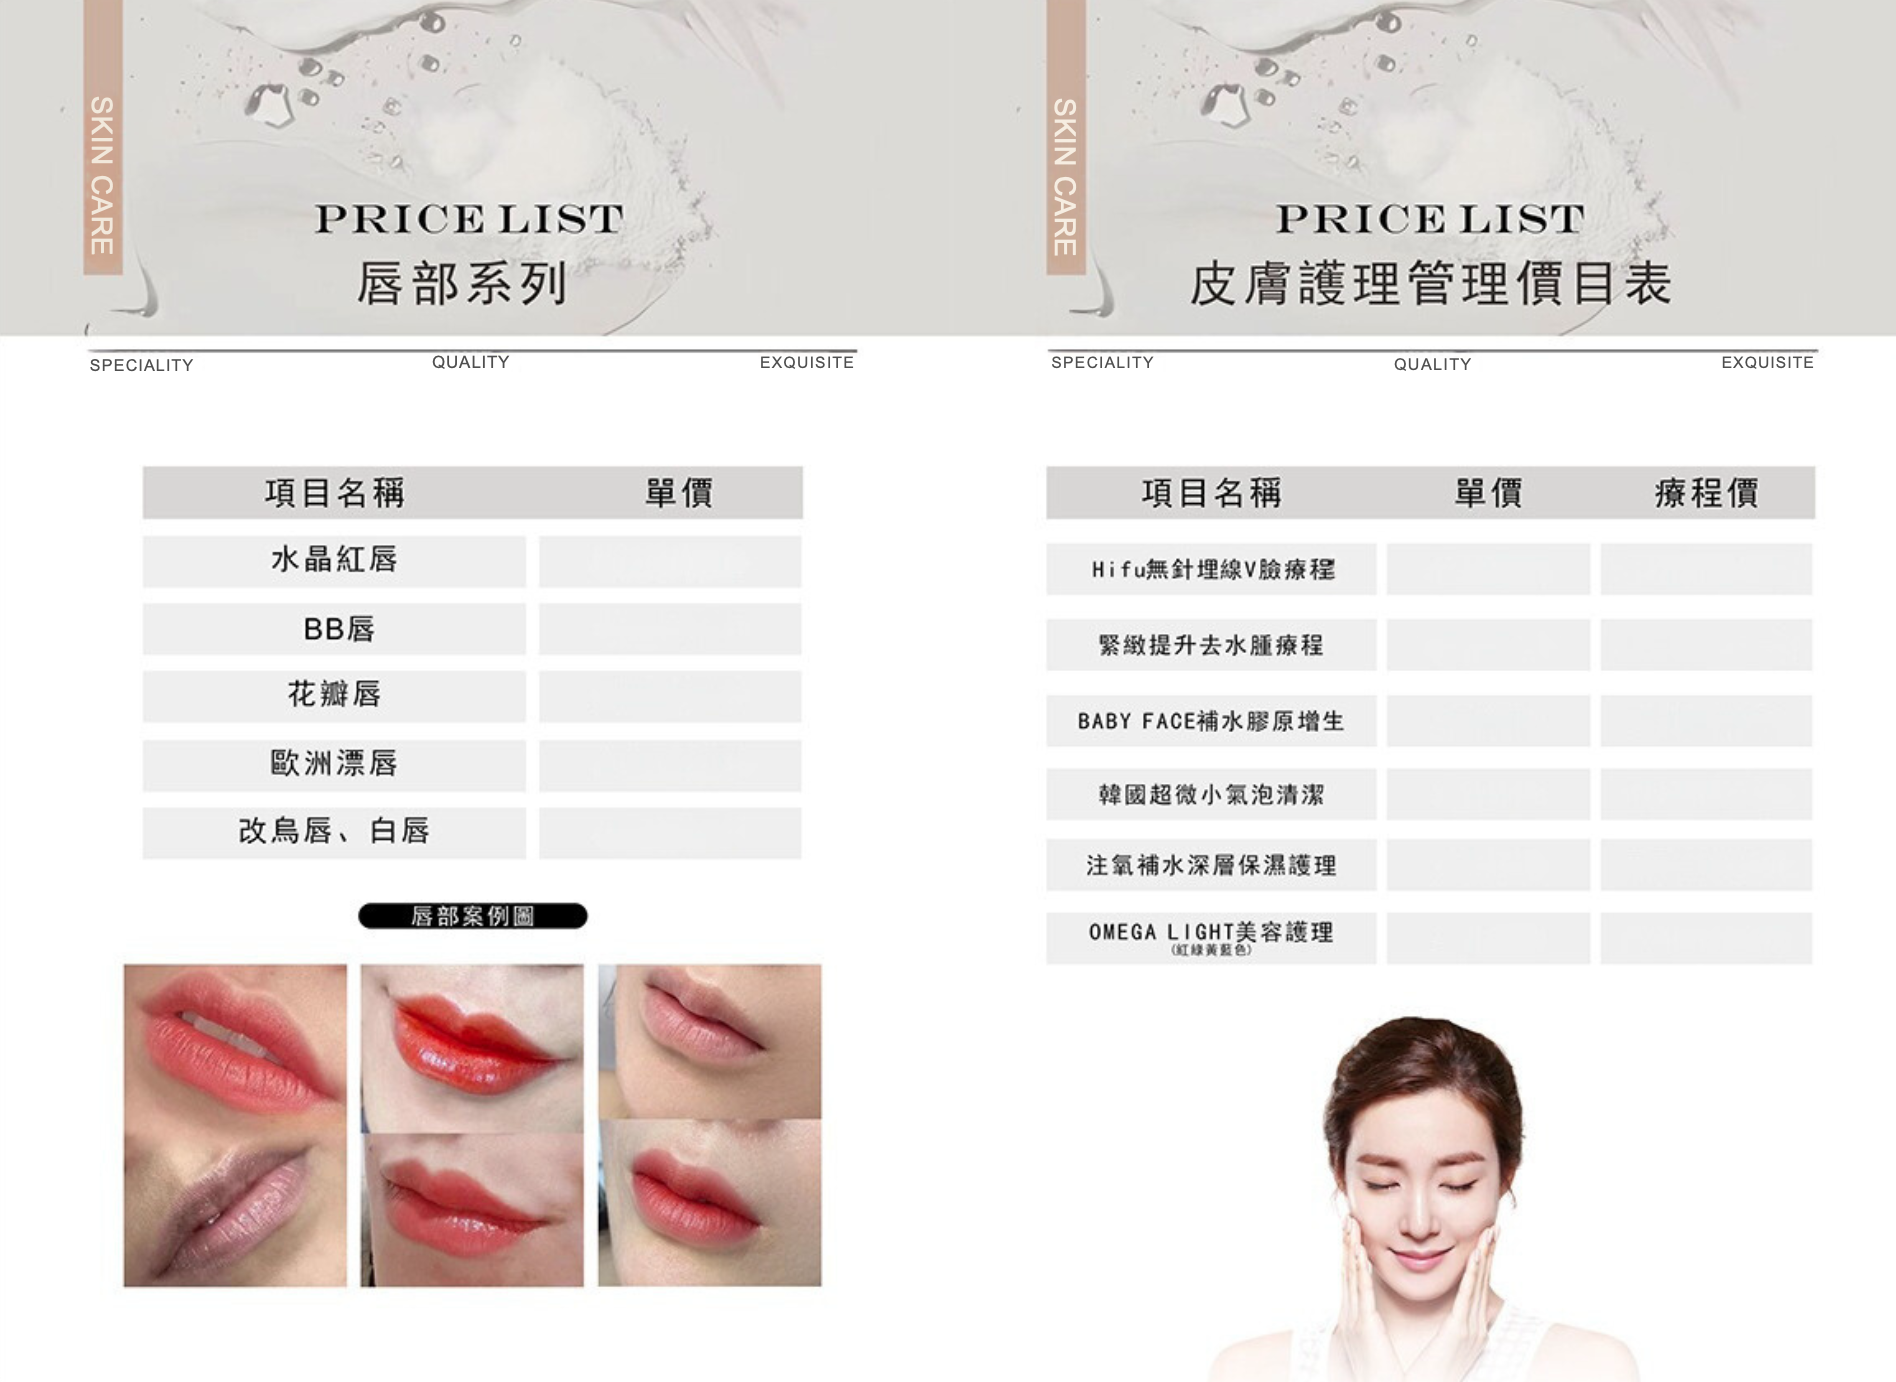 SKIN CARE
PRICE LIST
唇部系列
SPECIALITY QUALITY EXQUISITE
項目名稱 單價
水晶紅唇
BB唇
花瓣唇
歐洲漂唇
改烏唇、白唇
唇部案例圖
SKIN CARE
PRICE LIST
皮膚護理管理價目表
SPECIALITY QUALITY EXQUISITE
項目名稱 單價 療程價
Hifu無針埋線V臉療程
緊緻提升去水腫療程
BABY FACE補水膠原增生
韓國超微小氣泡清潔
注氧補水深層保濕護理
OMEGA LIGHT美容護理
(紅綠黃藍色)